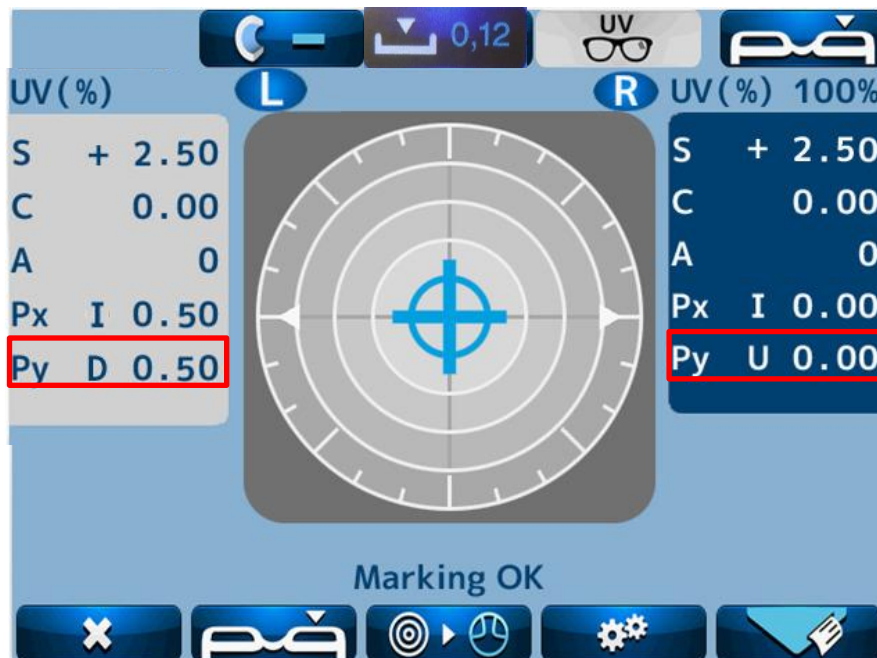 0,12
UV
UV(%)
L
R
UV(%) 100%
S + 2.50
C 0.00
A 0
Px I 0.50
Py D 0.50
S + 2.50
C 0.00
A 0
Px I 0.00
Py U 0.00
Marking OK